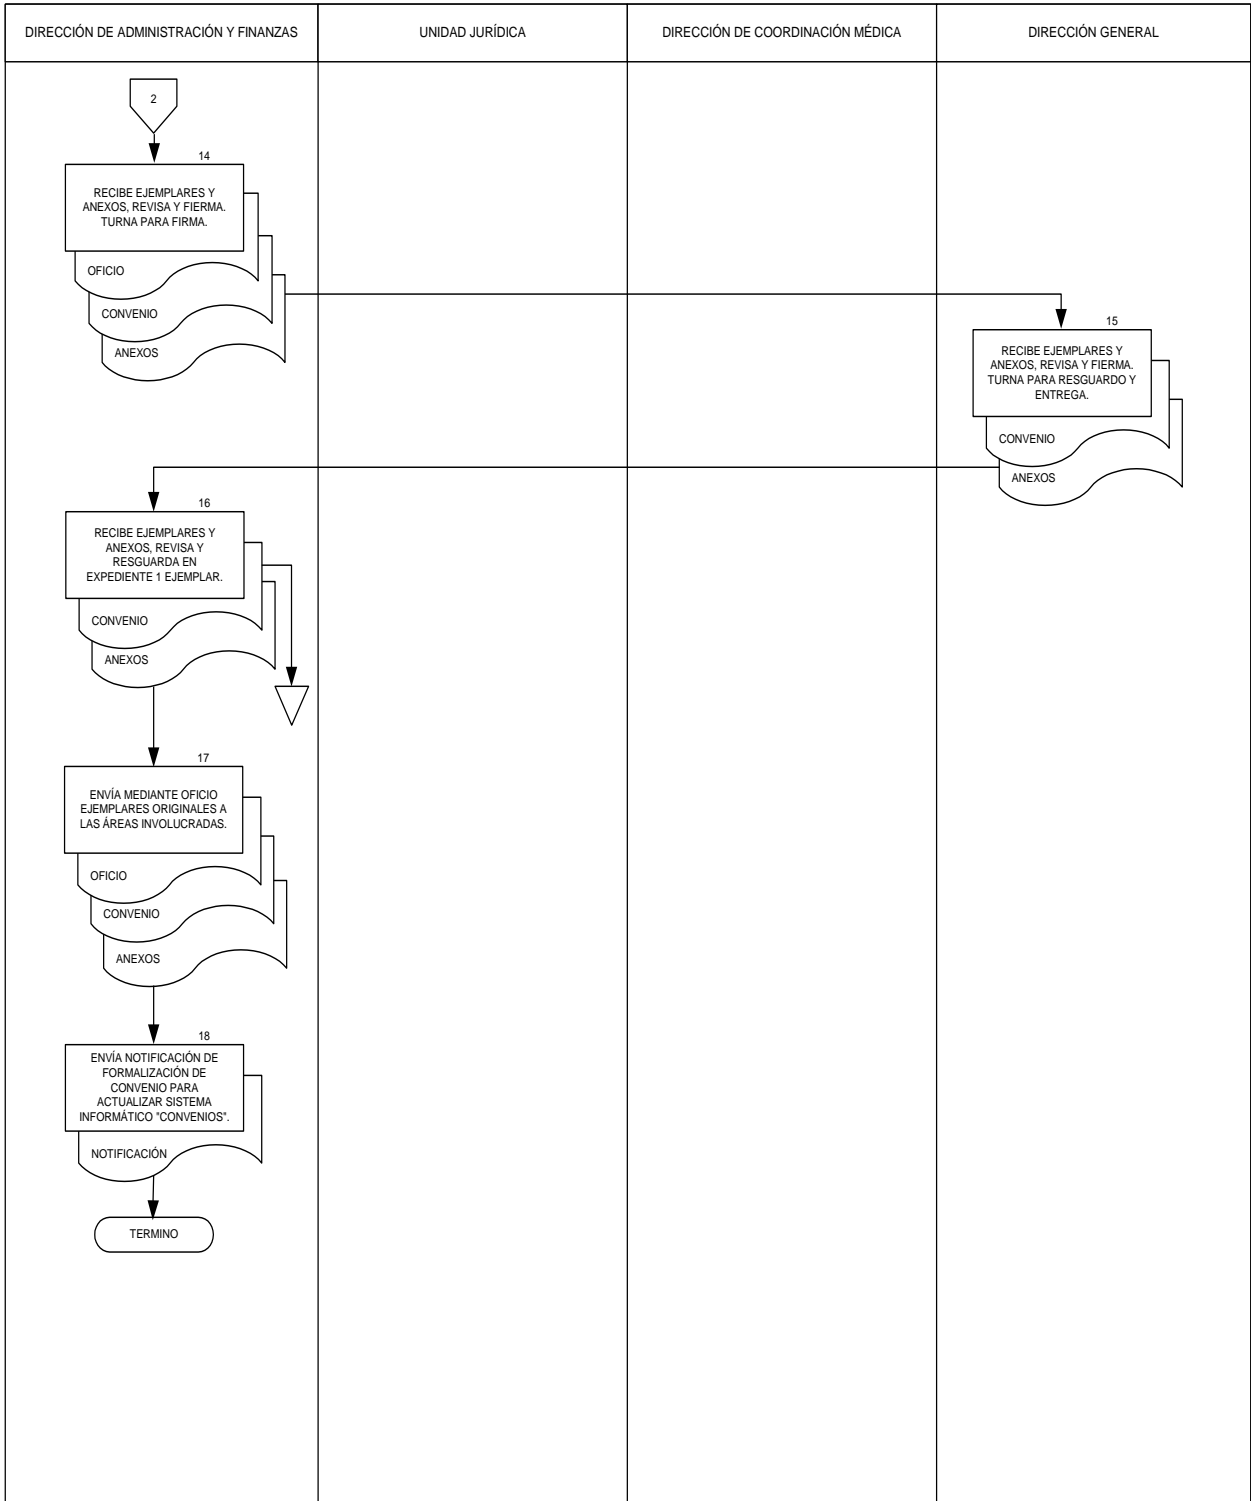 DIRECCIÓN DE ADMINISTRACIÓN Y FINANZAS
UNIDAD JURÍDICA
DIRECCIÓN DE COORDINACIÓN MÉDICA
DIRECCIÓN GENERAL
2
14
RECIBE EJEMPLARES Y
ANEXOS, REVISA Y FIERMA.
TURNA PARA FIRMA.
OFICIO
CONVENIO
ANEXOS
15
RECIBE EJEMPLARES Y
ANEXOS, REVISA Y FIERMA.
TURNA PARA RESGUARDO Y
ENTREGA.
CONVENIO
ANEXOS
16
RECIBE EJEMPLARES Y
ANEXOS, REVISA Y
RESGUARDA EN
EXPEDIENTE 1 EJEMPLAR.
CONVENIO
ANEXOS
17
ENVÍA MEDIANTE OFICIO
EJEMPLARES ORIGINALES A
LAS ÁREAS INVOLUCRADAS.
OFICIO
CONVENIO
ANEXOS
18
ENVÍA NOTIFICACIÓN DE
FORMALIZACIÓN DE
CONVENIO PARA
ACTUALIZAR SISTEMA
INFORMÁTICO "CONVENIOS".
NOTIFICACIÓN
TERMINO